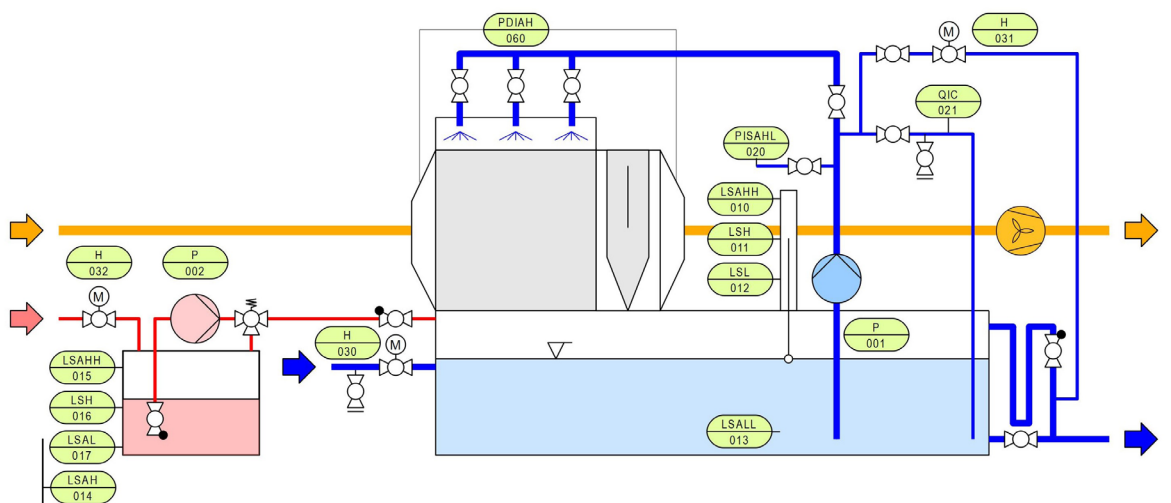 PDIAH
060
M
H
031
QIC
021
PISAHL
020
LSAHH
010
LSH
011
LSL
012
H
032
P
002
M
H
030
M
P
001
LSAHH
015
LSH
016
LSAL
017
LSAH
014
LSALL
013